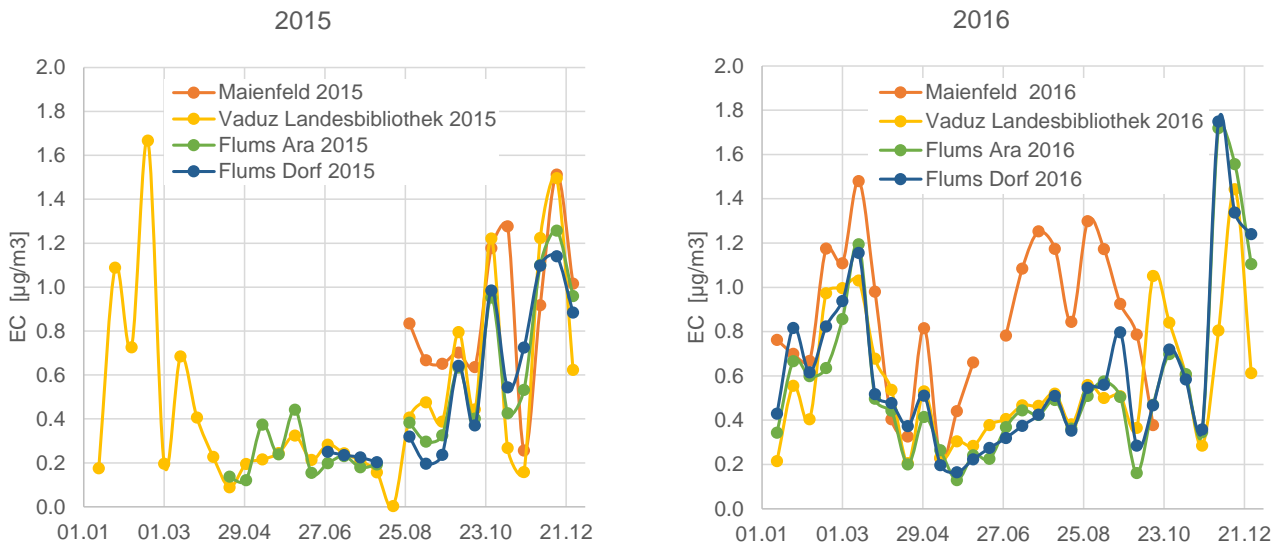 2015
2.0
1.8
1.6
1.4
1.2
1.0
0.8
0.6
0.4
0.2
0.0
EC [µg/m3]
Maienfeld 2015
Vaduz Landesbibliothek 2015
Flums Ara 2015
Flums Dorf 2015
01.01 01.03 29.04 27.06 25.08 23.10 21.12
2016
2.0
1.8
1.6
1.4
1.2
1.0
0.8
0.6
0.4
0.2
0.0
EC [µg/m3]
Maienfeld 2016
Vaduz Landesbibliothek 2016
Flums Ara 2016
Flums Dorf 2016
01.01 01.03 29.04 27.06 25.08 23.10 21.12